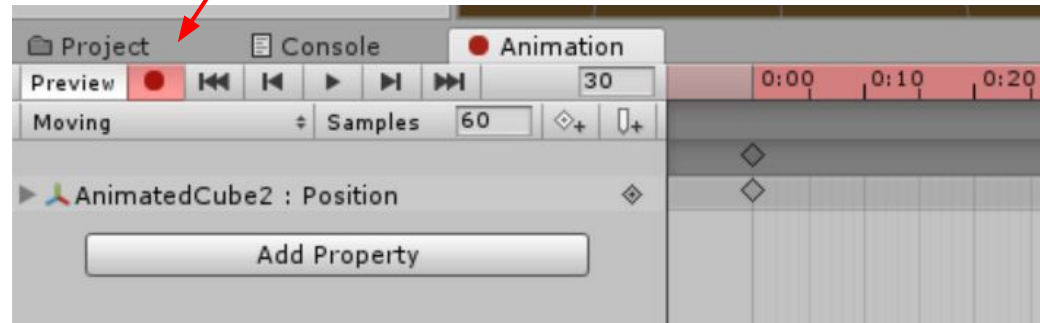 Project Console Animation
Preview 30 0:00 0:10 0:20
Moving Samples 60
AnimatedCube2 : Position
Add Property